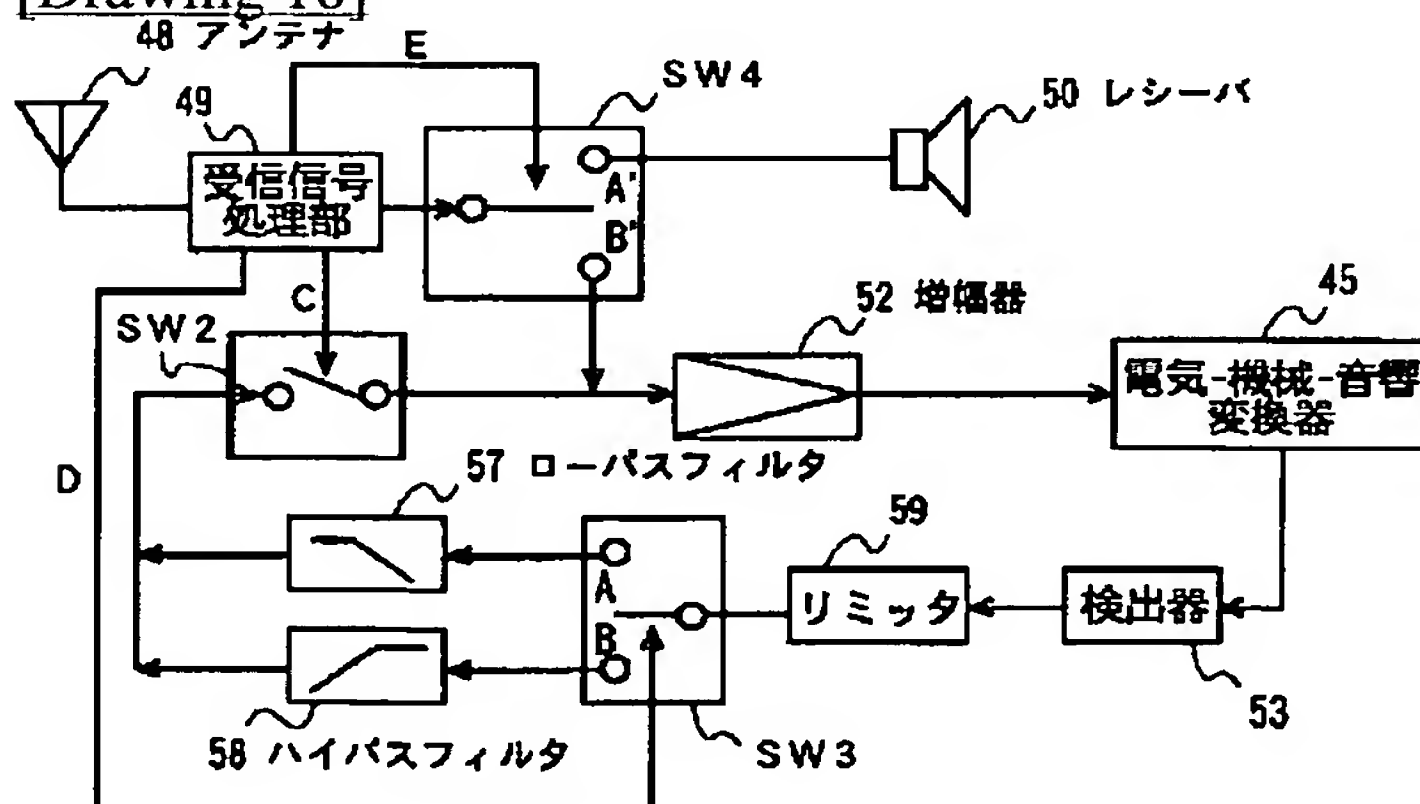 [Drawing 16]
48 アンテナ
E
SW4
50 レシーバ
49
受信信号
処理部
A'
B'
C
52 増幅器
45
SW2
電気-機械-音響
変換器
D
57 ローパスフィルタ
59
A
リミッタ
検出器
B
53
58 ハイパスフィルタ
SW3